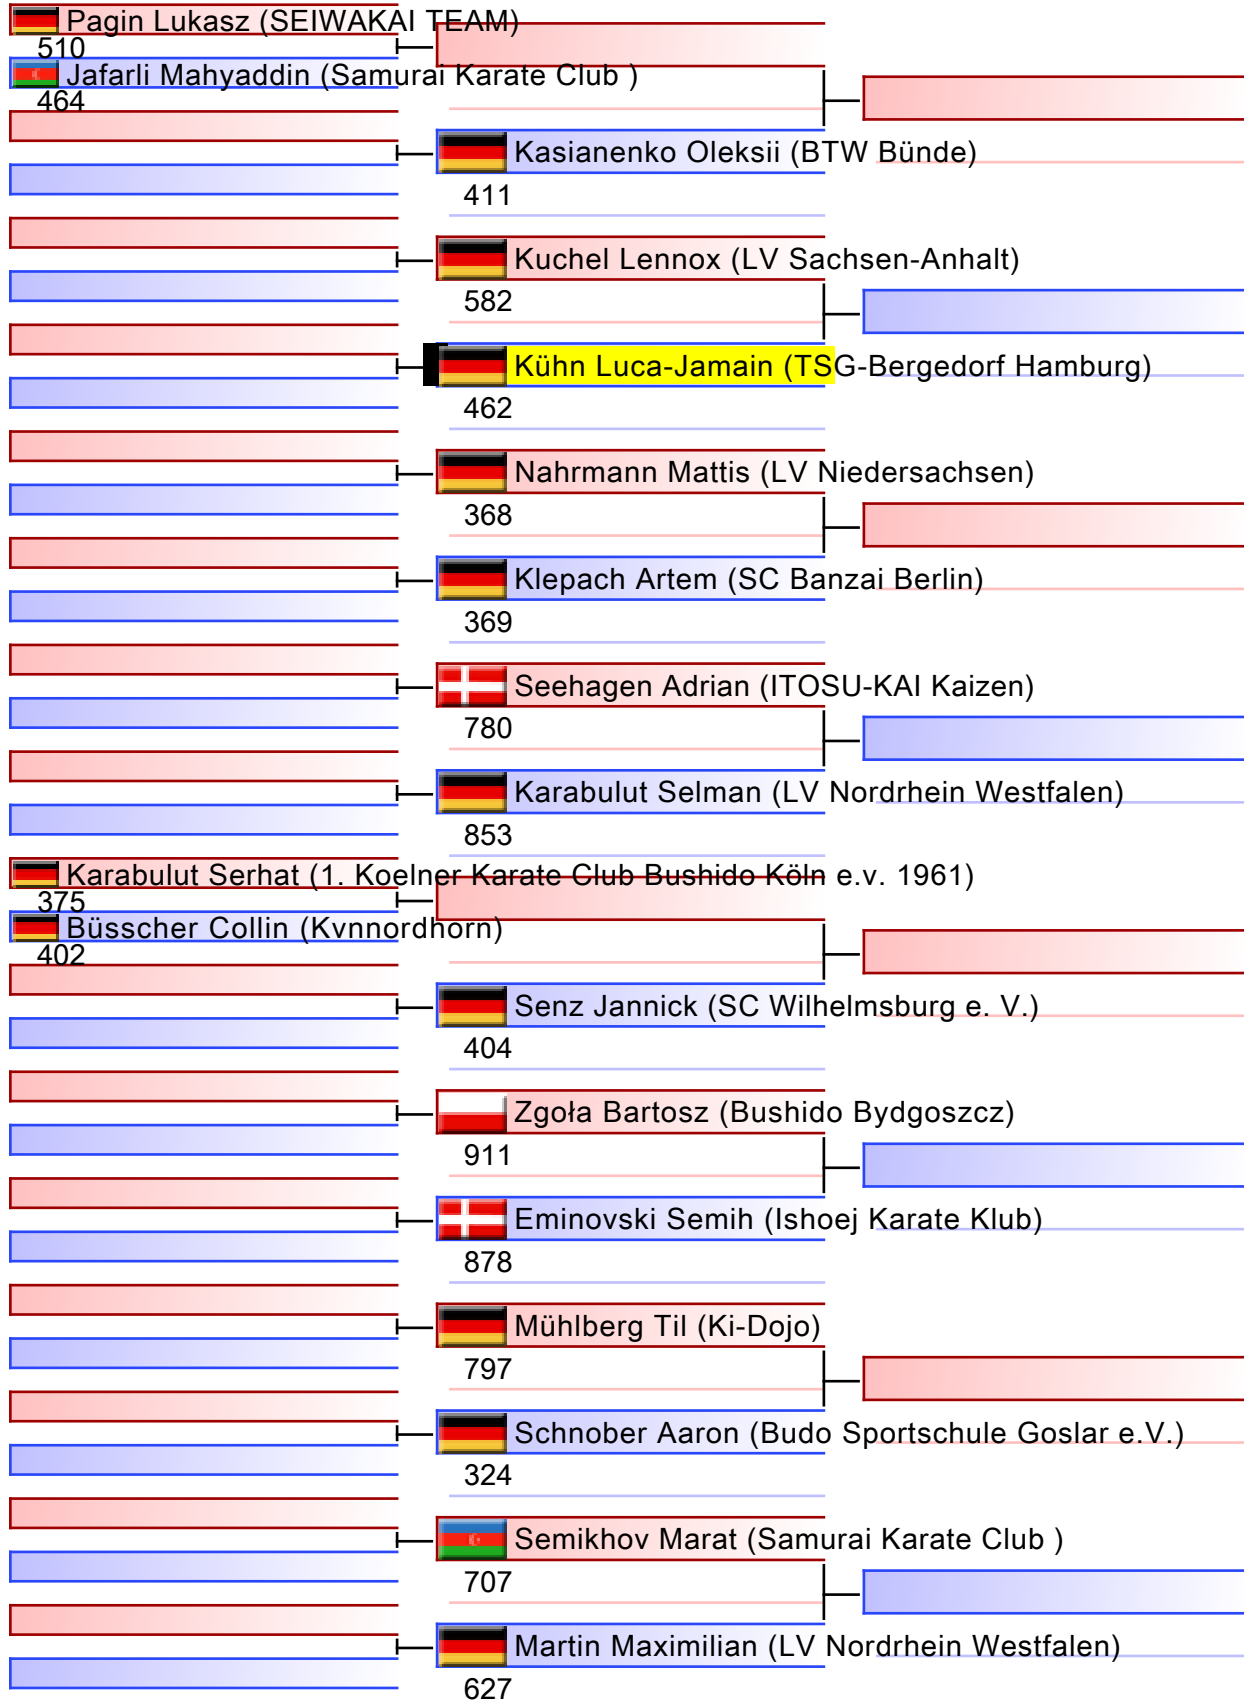 Pagin Lukasz (SEIWAKAI TEAM)
510
Jafarli Mahyaddin (Samurai Karate Club )
464
Kasianenko Oleksii (BTW Bünde)
411
Kuchel Lennox (LV Sachsen-Anhalt)
582
Kühn Luca-Jamain (TSG-Bergedorf Hamburg)
462
Nahrmann Mattis (LV Niedersachsen)
368
Klepach Artem (SC Banzai Berlin)
369
Seehagen Adrian (ITOSU-KAI Kaizen)
780
Karabulut Selman (LV Nordrhein Westfalen)
853
Karabulut Serhat (1. Koelner Karate Club Bushido Köln e.v. 1961)
375
Büsscher Collin (Kvnnordhorn)
402
Senz Jannick (SC Wilhelmsburg e. V.)
404
Zgoła Bartosz (Bushido Bydgoszcz)
911
Eminovski Semih (Ishoej Karate Klub)
878
Mühlberg Til (Ki-Dojo)
797
Schnober Aaron (Budo Sportschule Goslar e.V.)
324
Semikhov Marat (Samurai Karate Club )
707
Martin Maximilian (LV Nordrhein Westfalen)
627